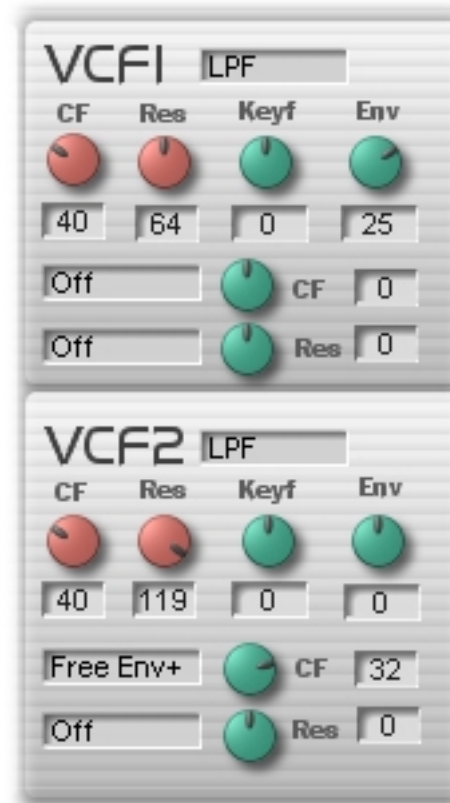 VCF1 LPF
CF Res Keyf Env
40 64 0 25
Off CF 0
Off Res 0
VCF2 LPF
CF Res Keyf Env
40 119 0 0
Free Env+ CF 32
Off Res 0